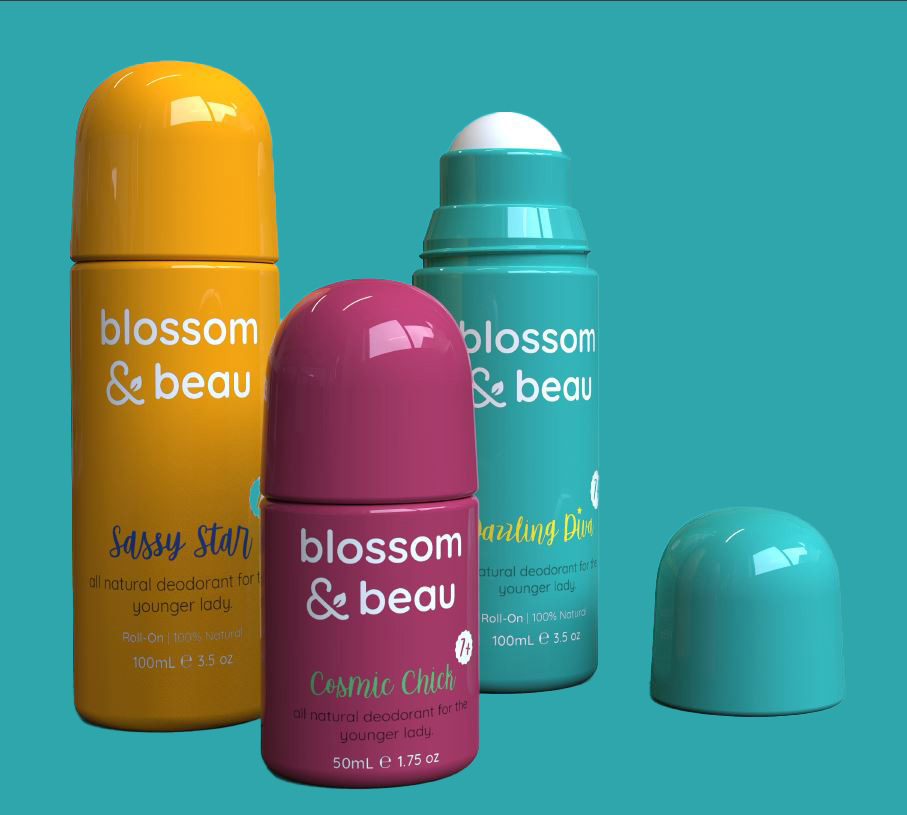 blossom
& beau
Sassy Star
all natural deodorant for
younger lady.
Roll-On | 100% Natural
100mL ℮ 3.5 oz
blossom
& beau
7+
Cosmic Chick
all natural deodorant for the
younger lady.
50mL ℮ 1.75 oz
blossom
& beau
Dazzling Diva
natural deodorant for the
younger lady.
Roll-On | 100% Natural
100mL ℮ 3.5 oz